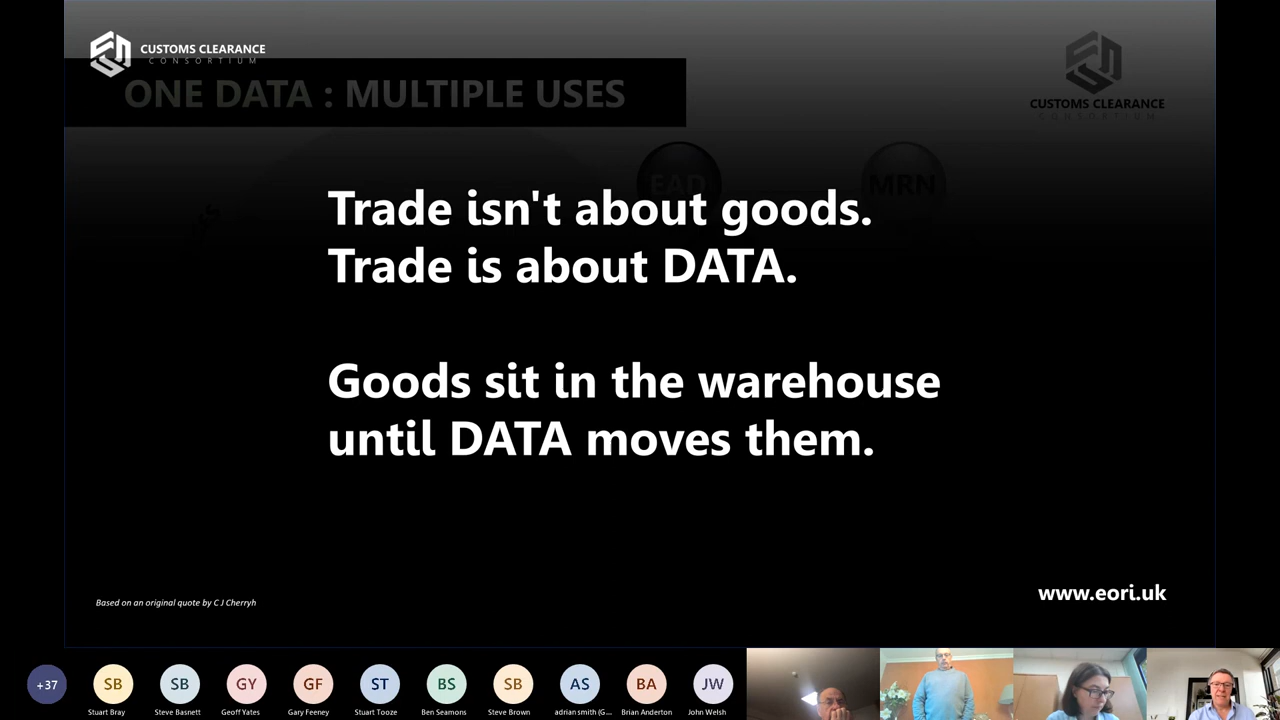 CUSTOMS CLEARANCE
CONSORTIUM
CUSTOMS CLEARANCE
CONSORTIUM
ONE DATA : MULTIPLE USES
EAD
MRN
Trade isn't about goods.
Trade is about DATA.
Goods sit in the warehouse
until DATA moves them.
Based on an original quote by C J Cherryh
www.eori.uk
+37
SB
SB
GY
GF
ST
BS
SB
AS
BA
JW
Stuart Bray
Steve Basnett
Geoff Yates
Gary Feeney
Stuart Tooze
Ben Seamons
Steve Brown
adrian smith (G...
Brian Anderton
John Welsh